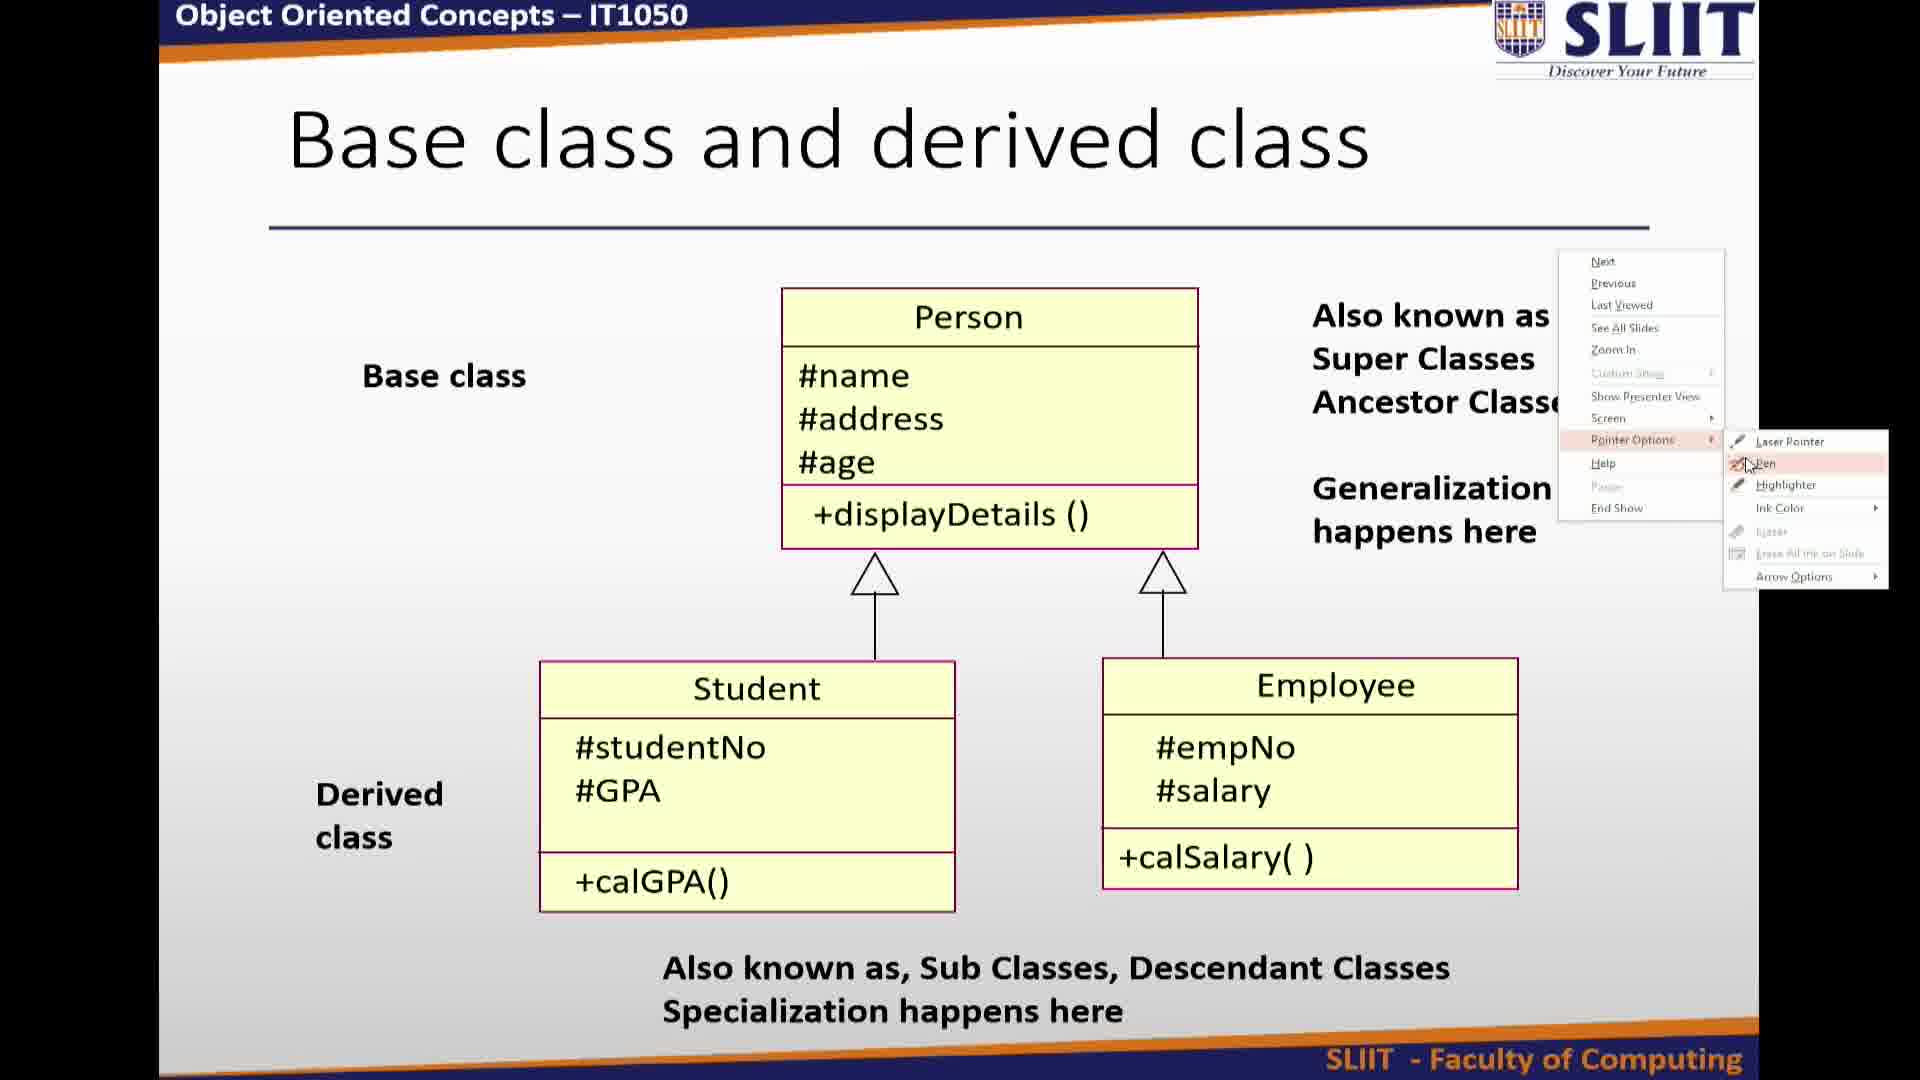 Object Oriented Concepts – IT1050
SLIIT
SLIIT
Discover Your Future
Base class and derived class
Person
#name
#address
#age
+displayDetails ()
Base class
Also known as
Super Classes
Ancestor Classe
Generalization
happens here
Next
Previous
Last Viewed
See All Slides
Zoom In
Custom Show
Show Presenter View
Screen
Pointer Options
Help
Pause
End Show
Laser Pointer
Pen
Highlighter
Ink Color
Eraser
Erase All Ink on Slide
Arrow Options
Student
#studentNo
#GPA
+calGPA()
Employee
#empNo
#salary
+calSalary( )
Derived
class
Also known as, Sub Classes, Descendant Classes
Specialization happens here
SLIIT - Faculty of Computing